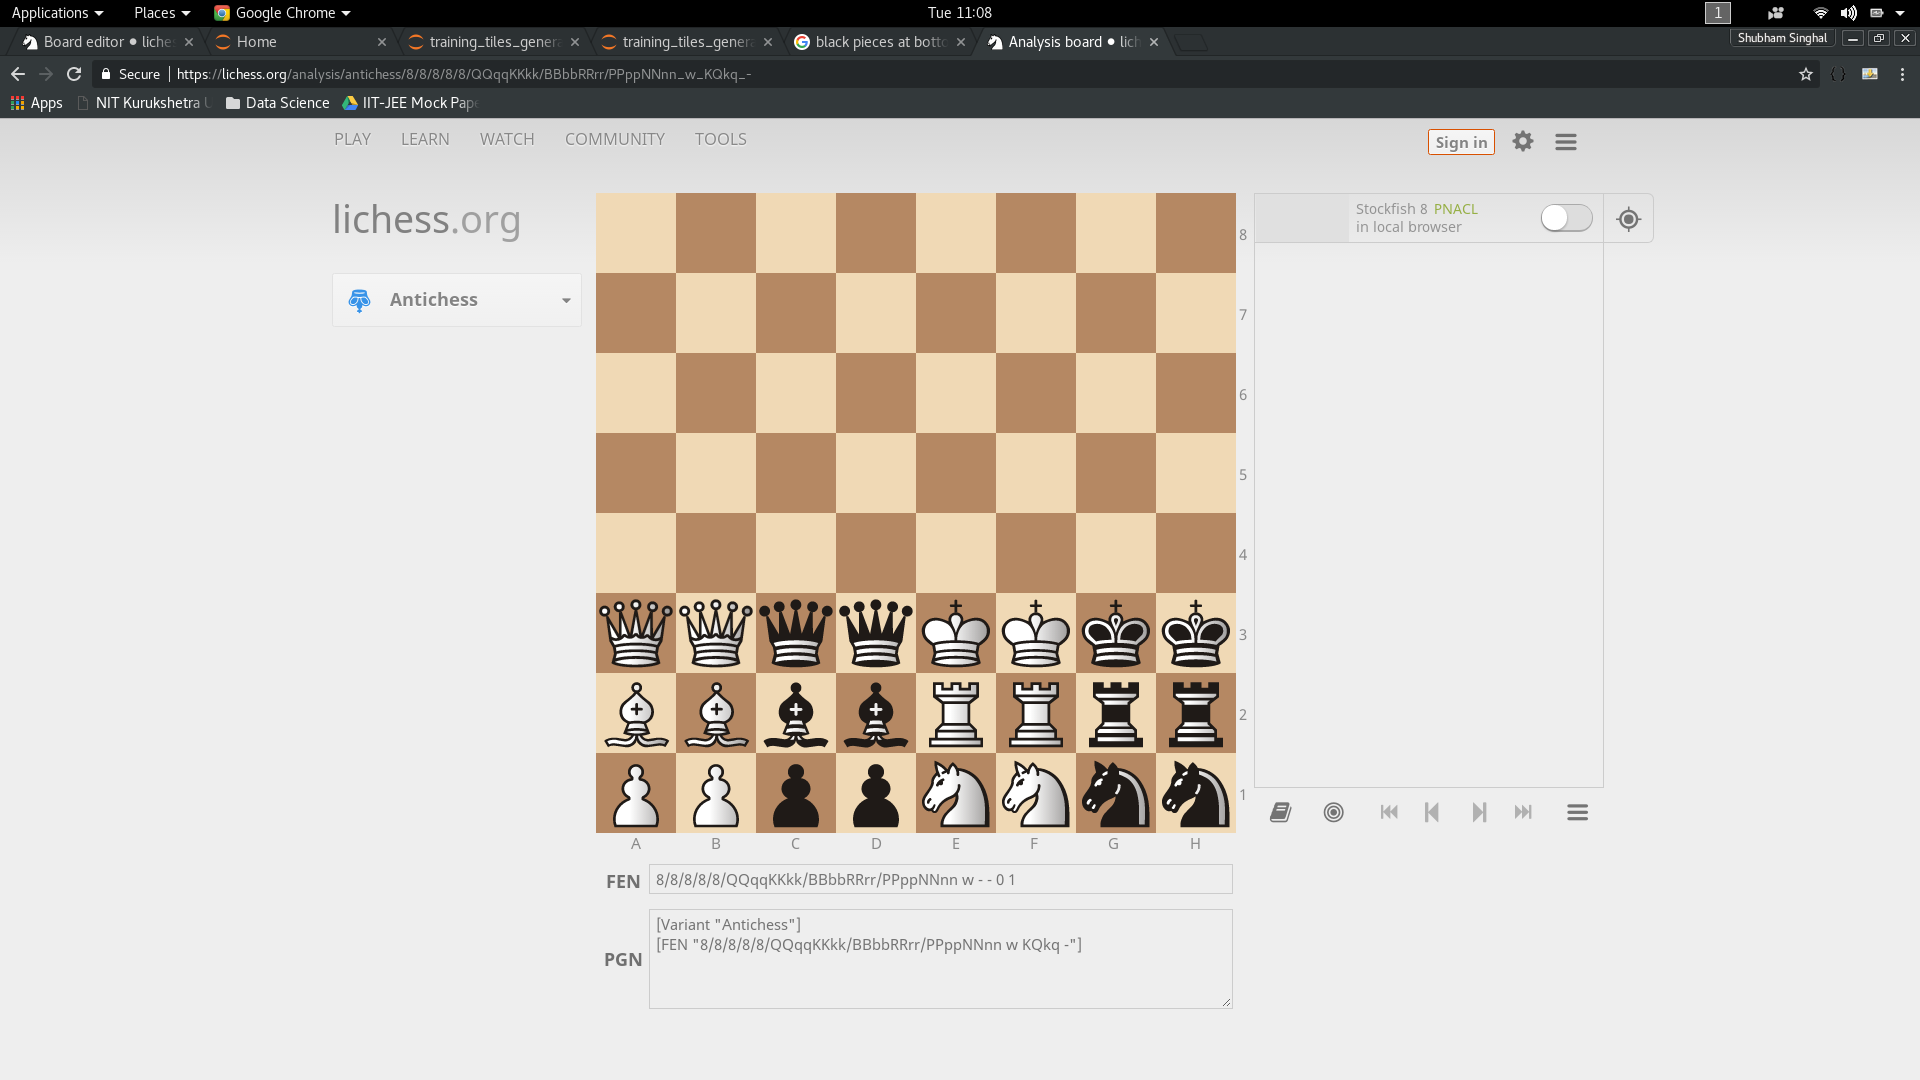 Applications Places Google Chrome Tue 11:08 1
Board editor • liche Home training_tiles_genera training_tiles_genera black pieces at botto Analysis board • lich Shubham Singhal
Secure https://lichess.org/analysis/antichess/8/8/8/8/8/QQqqKKkk/BBbbRRrr/PPppNNnn_w_KQkq_-
Apps NIT Kurukshetra U Data Science IIT-JEE Mock Pape
PLAY LEARN WATCH COMMUNITY TOOLS Sign in
lichess.org
Stockfish 8 PNACL
in local browser
Antichess
8
7
6
5
4
3
2
1
A B C D E F G H
FEN 8/8/8/8/8/QQqqKKkk/BBbbRRrr/PPppNNnn w - - 0 1
PGN
[Variant "Antichess"]
[FEN "8/8/8/8/8/QQqqKKkk/BBbbRRrr/PPppNNnn w KQkq -"]